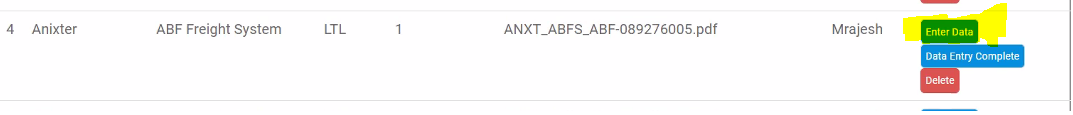 4 Anixter ABF Freight System LTL 1 ANXT_ABFS_ABF-089276005.pdf Mrajesh Enter Data
Data Entry Complete
Delete